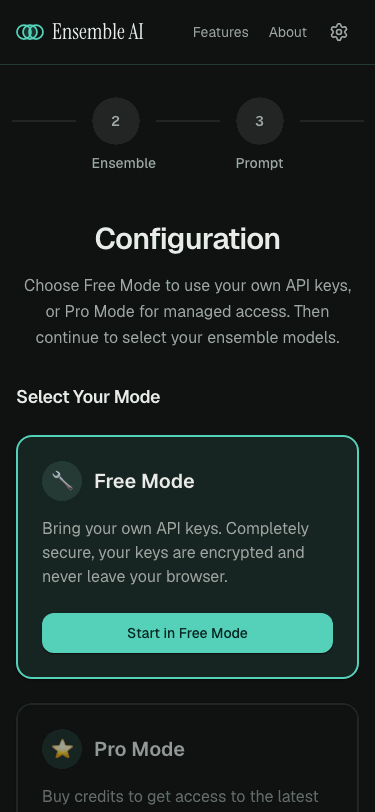 Ensemble AI
Features
About
2
3
Ensemble
Prompt
Configuration
Choose Free Mode to use your own API keys,
or Pro Mode for managed access. Then
continue to select your ensemble models.
Select Your Mode
Free Mode
Bring your own API keys. Completely
secure, your keys are encrypted and
never leave your browser.
Start in Free Mode
Pro Mode
Buy credits to get access to the latest